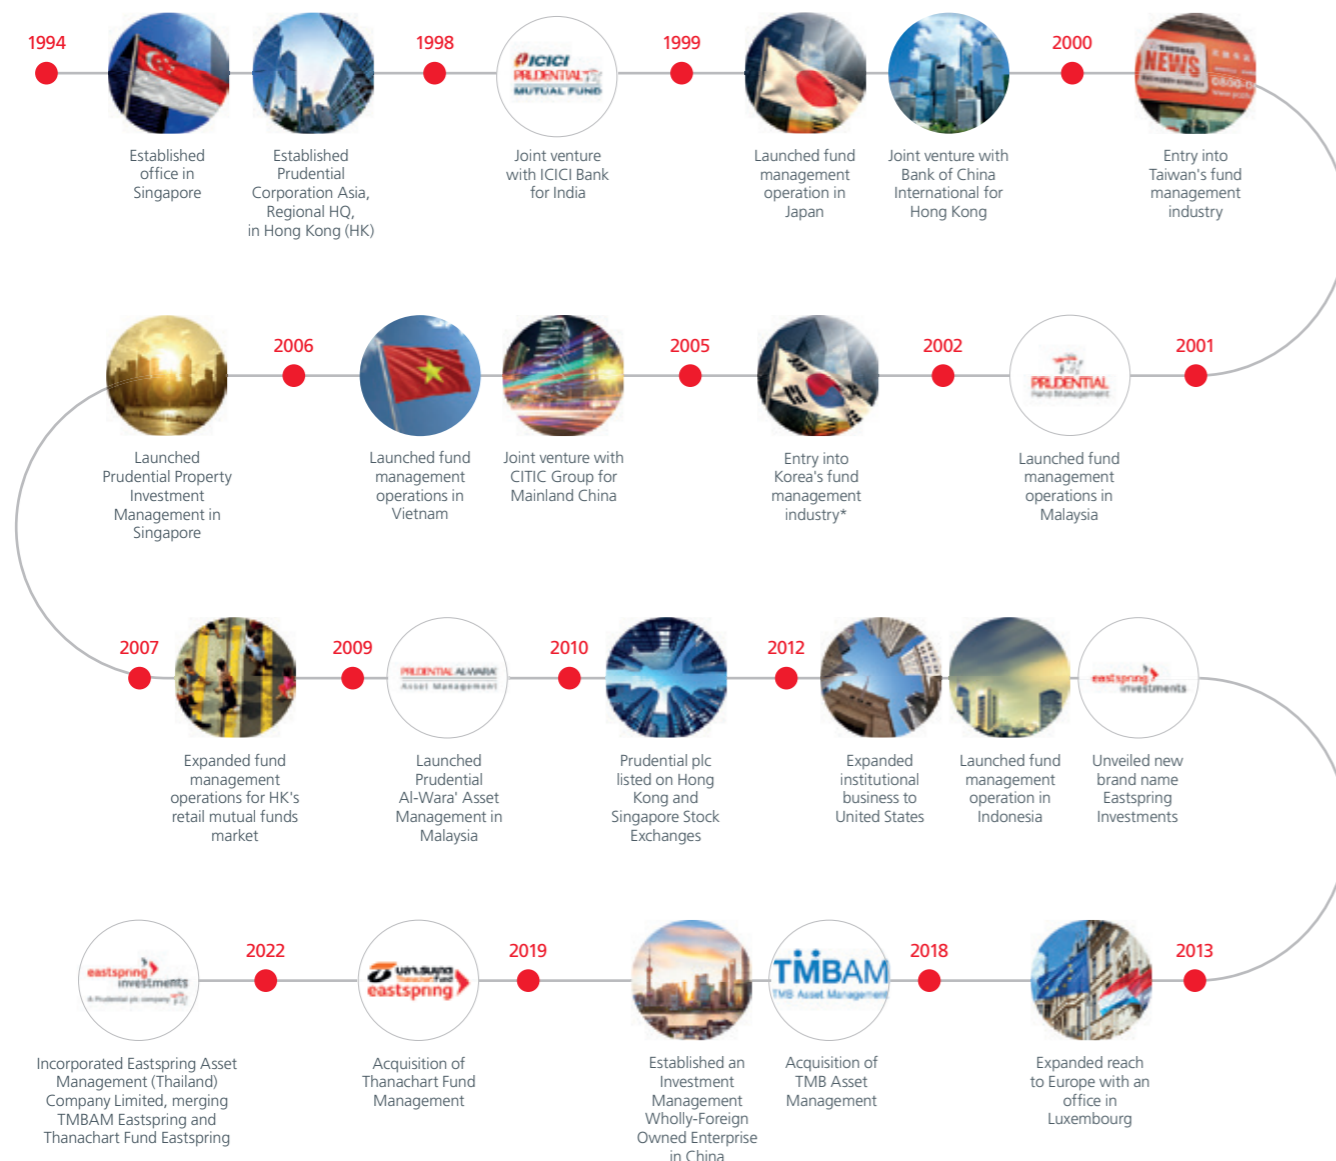 1994
Established
office in
Singapore
Established
Prudential
Corporation Asia,
Regional HQ,
in Hong Kong (HK)
1998
ICICI
PRUDENTIAL
MUTUAL FUND
Joint venture
with ICICI Bank
for India
1999
Launched fund
management
operation in
Japan
Joint venture with
Bank of China
International for
Hong Kong
2000
NEWS
Entry into
Taiwan's fund
management
industry
2001
PRUDENTIAL
Fund Management
Launched fund
management
operations in
Malaysia
2002
Entry into
Korea's fund
management
industry*
2005
Joint venture with
CITIC Group for
Mainland China
Launched fund
management
operations in
Vietnam
2006
Launched
Prudential Property
Investment
Management in
Singapore
2007
Expanded fund
management
operations for HK's
retail mutual funds
market
2009
PRUDENTIAL AL-WARA'
Asset Management
Launched
Prudential
Al-Wara' Asset
Management in
Malaysia
2010
Prudential plc
listed on Hong
Kong and
Singapore Stock
Exchanges
2012
Expanded
institutional
business to
United States
Launched fund
management
operation in
Indonesia
eastspring
investments
Unveiled new
brand name
Eastspring
Investments
2013
Expanded reach
to Europe with an
office in
Luxembourg
2018
TMBAM
TMB Asset Management
Acquisition of
TMB Asset
Management
Established an
Investment
Management
Wholly-Foreign
Owned Enterprise
in China
2019
eastspring
Acquisition of
Thanachart Fund
Management
2022
eastspring
investments
A Prudential plc company
Incorporated Eastspring Asset
Management (Thailand)
Company Limited, merging
TMBAM Eastspring and
Thanachart Fund Eastspring